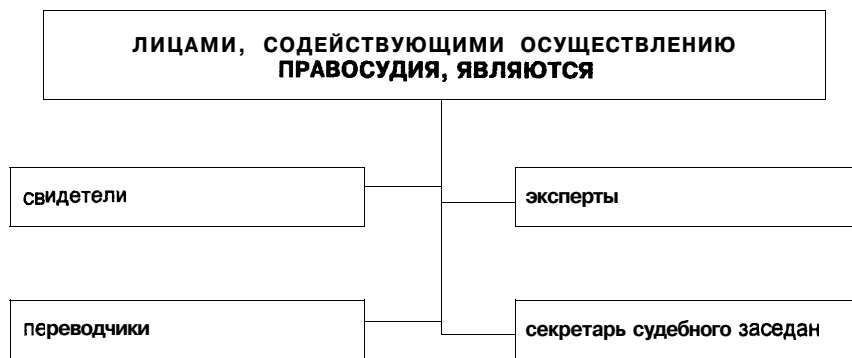 ЛИЦАМИ, СОДЕЙСТВУЮЩИМИ ОСУЩЕСТВЛЕНИЮ
ПРАВОСУДИЯ, ЯВЛЯЮТСЯ
свидетели
эксперты
переводчики
секретарь судебного заседан